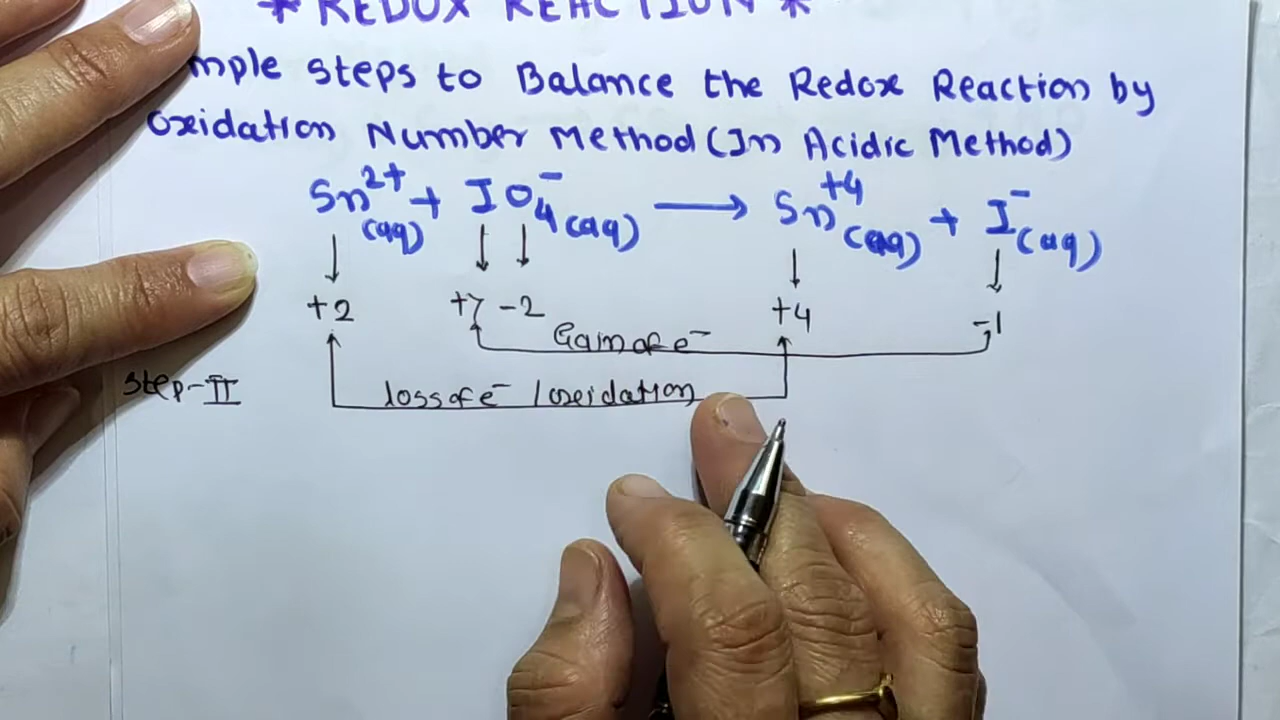 * REDOX REACTION *
mple steps to Balance the Redox Reaction by
Oxidation Number Method (In Acidic Method)
Sn²⁺(aq) + IO₄⁻(aq) ⟶ Sn⁺⁴(aq) + I⁻(aq)
↓ ↓ ↓ ↓ ↓
+2 +7 -2 +4 -1
Gain of e⁻
Step-II loss of e⁻ / oxidation